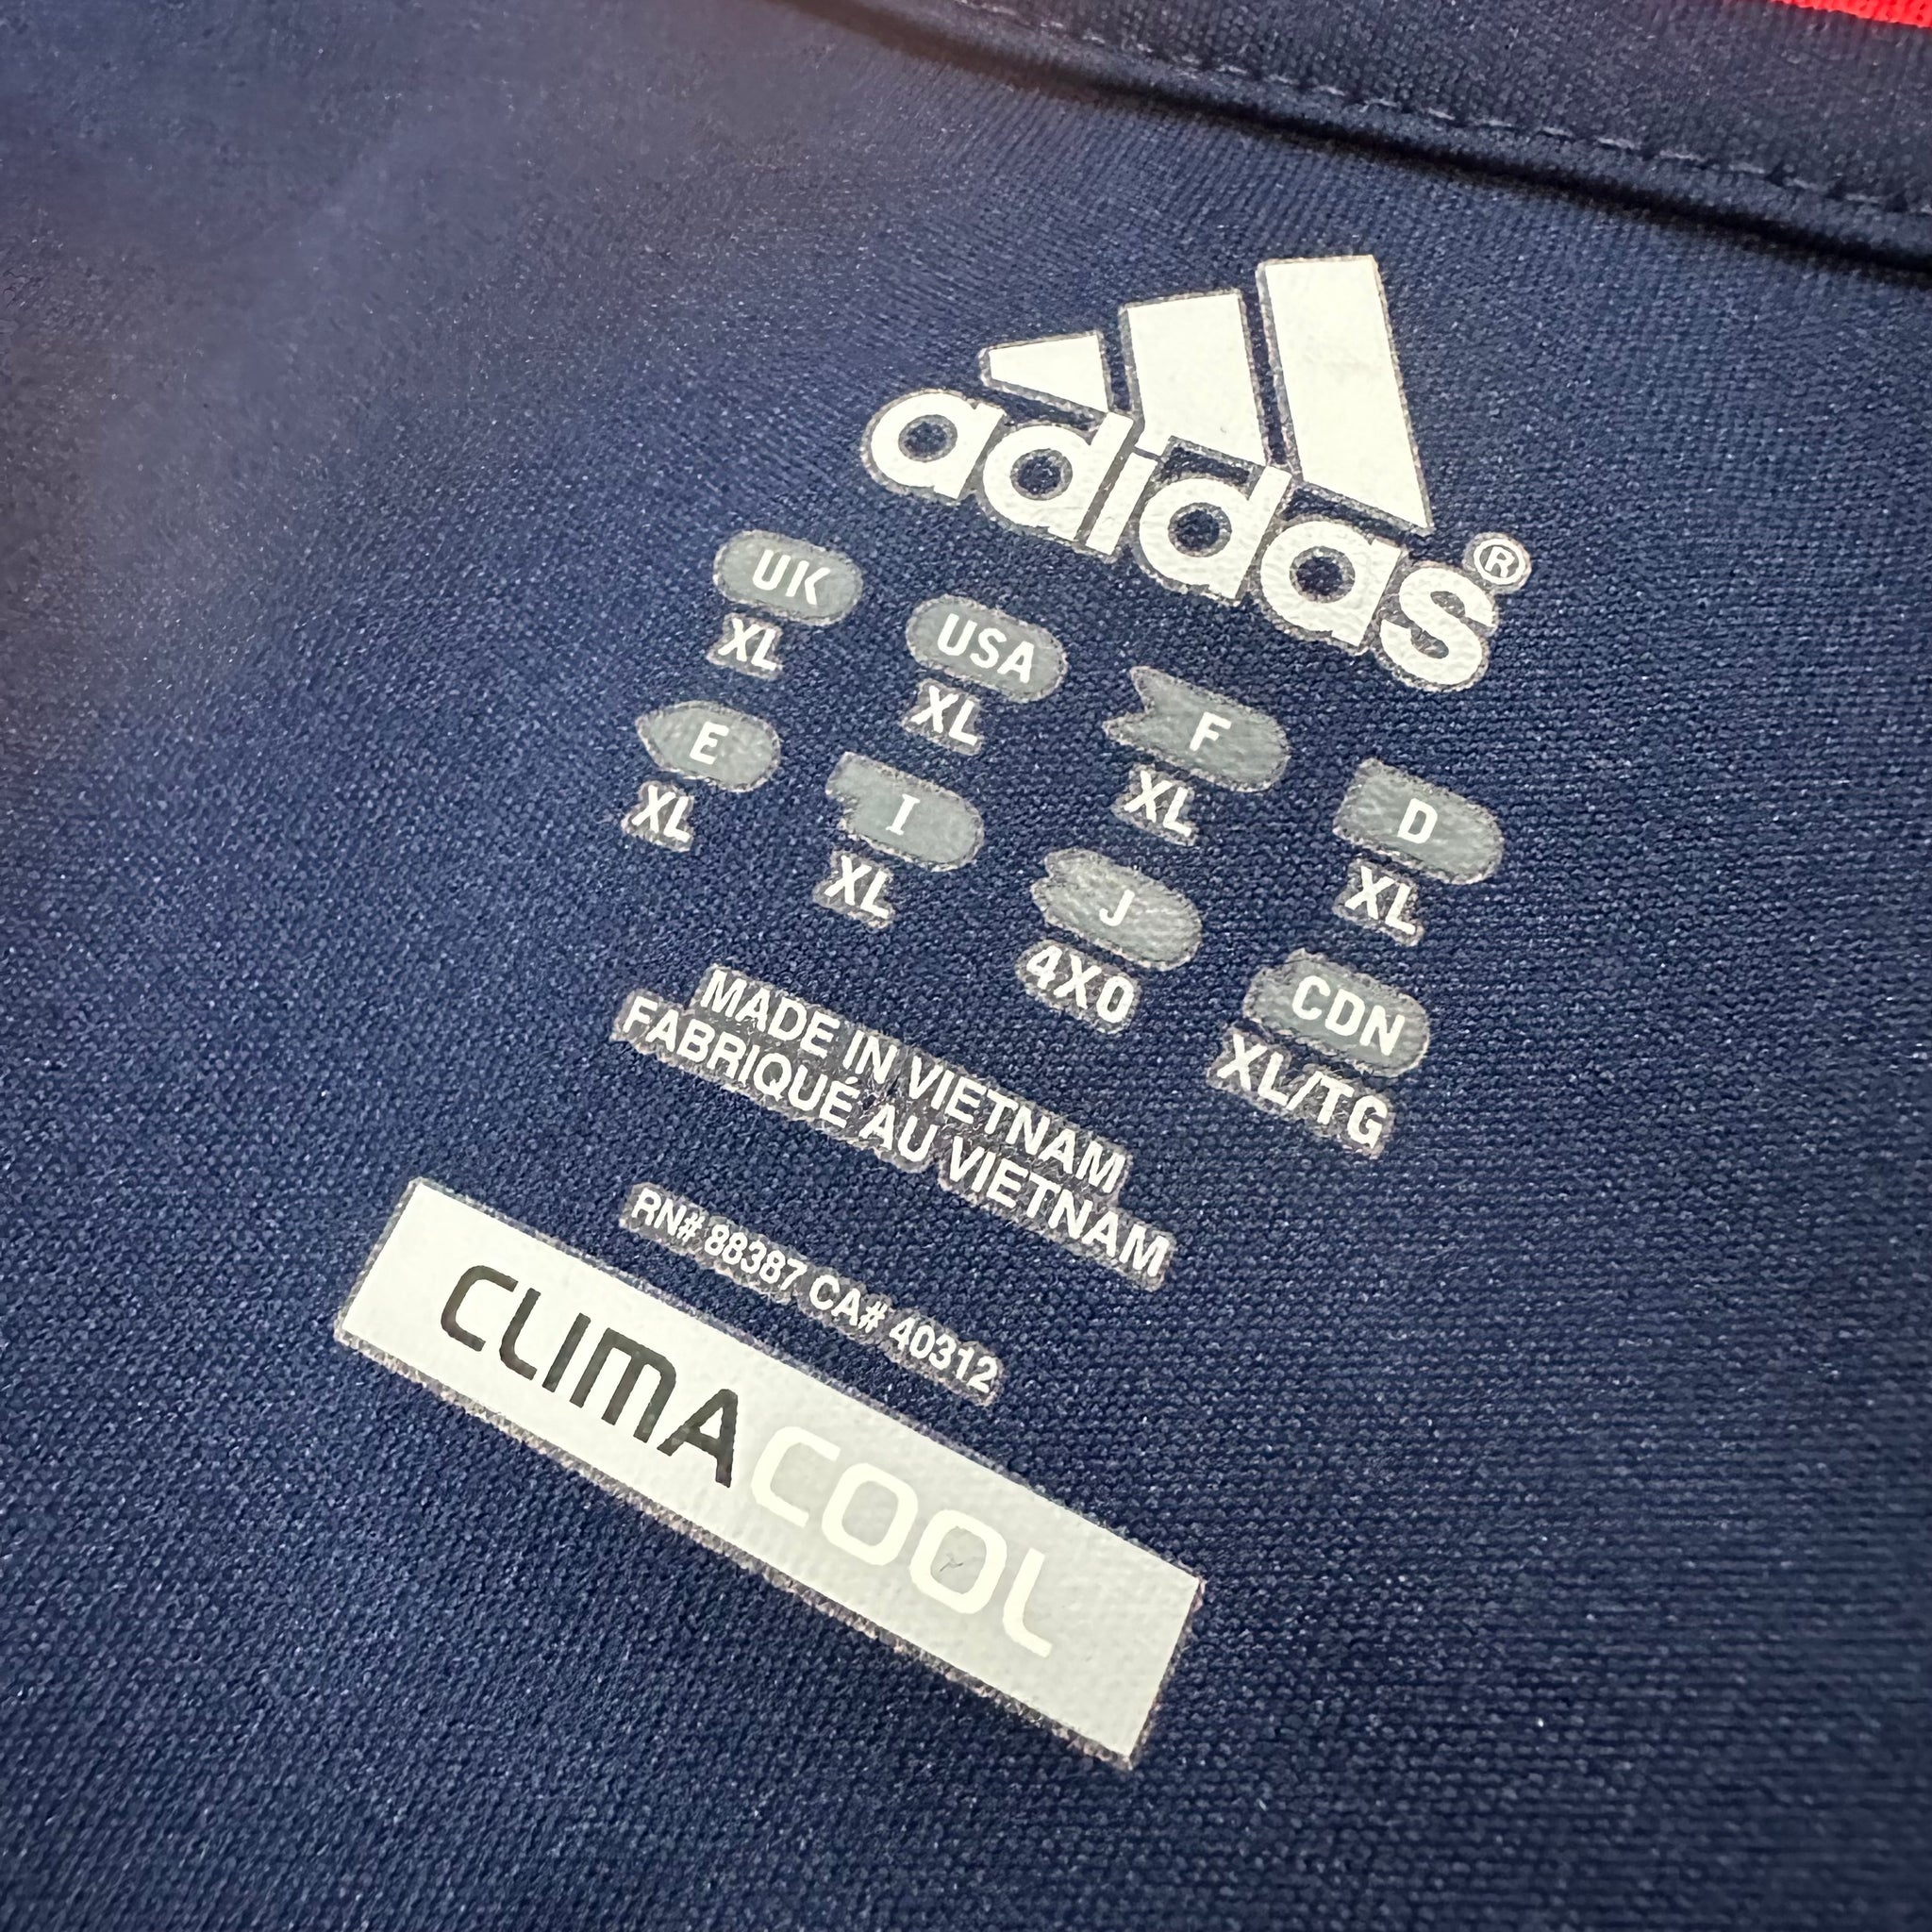 adidas®
UK USA F D
XL XL XL XL
E I J CDN
XL XL 4XO XL/TG
MADE IN VIETNAM
FABRIQUÉ AU VIETNAM
RN# 88387 CA# 40312
CLIMACOOL